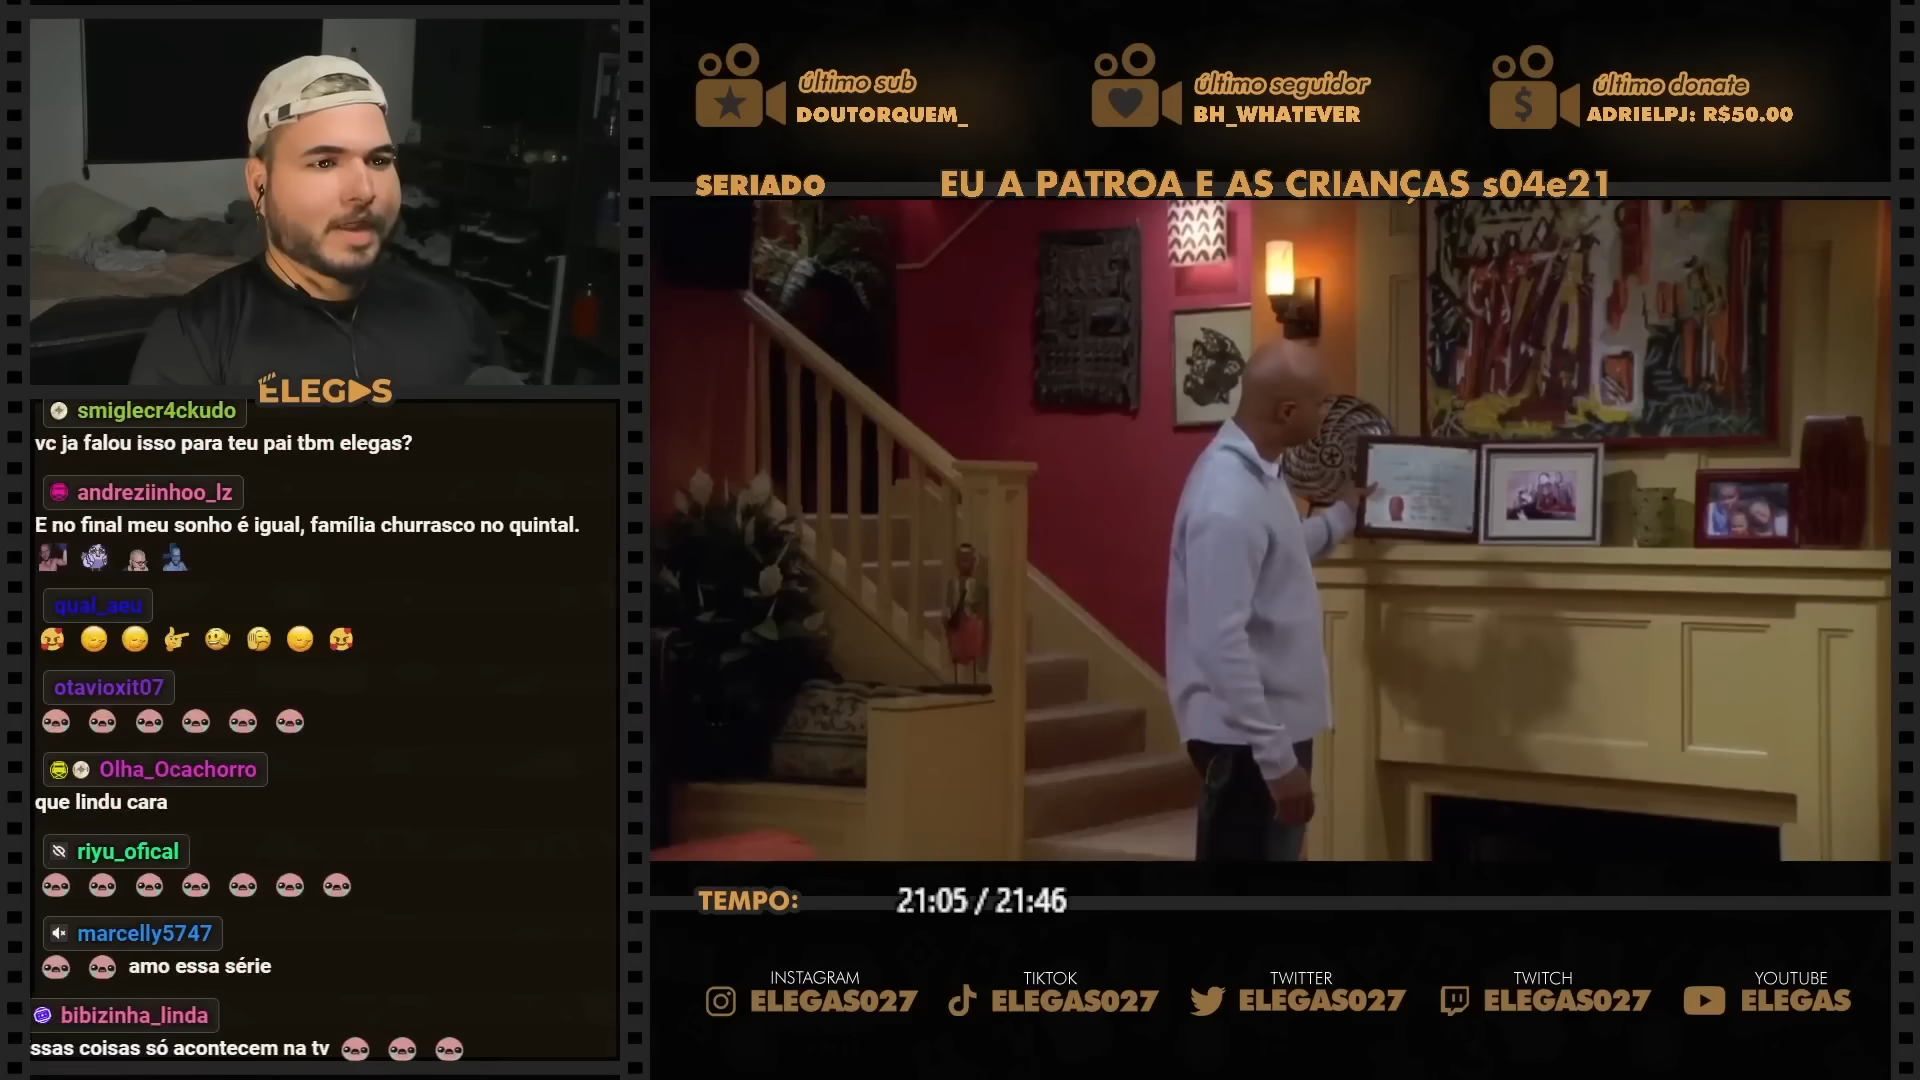 último sub
DOUTORQUEM_
último seguidor
BH_WHATEVER
último donate
ADRIELPJ: R$50.00
SERIADO
EU A PATROA E AS CRIANÇAS s04e21
ELEGAS
smiglecr4ckudo
vc ja falou isso para teu pai tbm elegas?
andreziinhoo_lz
E no final meu sonho é igual, família churrasco no quintal.
qual_aeu
otavioxit07
Olha_Ocachorro
que lindu cara
riyu_ofical
marcelly5747
amo essa série
bibizinha_linda
ssas coisas só acontecem na tv
TEMPO:
21:05 / 21:46
INSTAGRAM
ELEGAS027
TIKTOK
ELEGAS027
TWITTER
ELEGAS027
TWITCH
ELEGAS027
YOUTUBE
ELEGAS